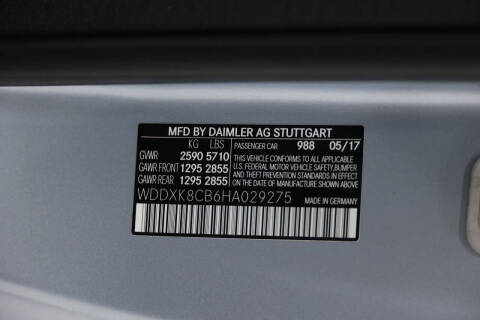 MFD BY DAIMLER AG STUTTGART
KG LBS PASSENGER CAR 988 05/17
GVWR 2590 5710 THIS VEHICLE CONFORMS TO ALL APPLICABLE
GAWR FRONT 1295 2855 U.S. FEDERAL MOTOR VEHICLE SAFETY, BUMPER
GAWR REAR 1295 2855 AND THEFT PREVENTION STANDARDS IN EFFECT
ON THE DATE OF MANUFACTURE SHOWN ABOVE.
WDDXK8CB6HA029275
MADE IN GERMANY